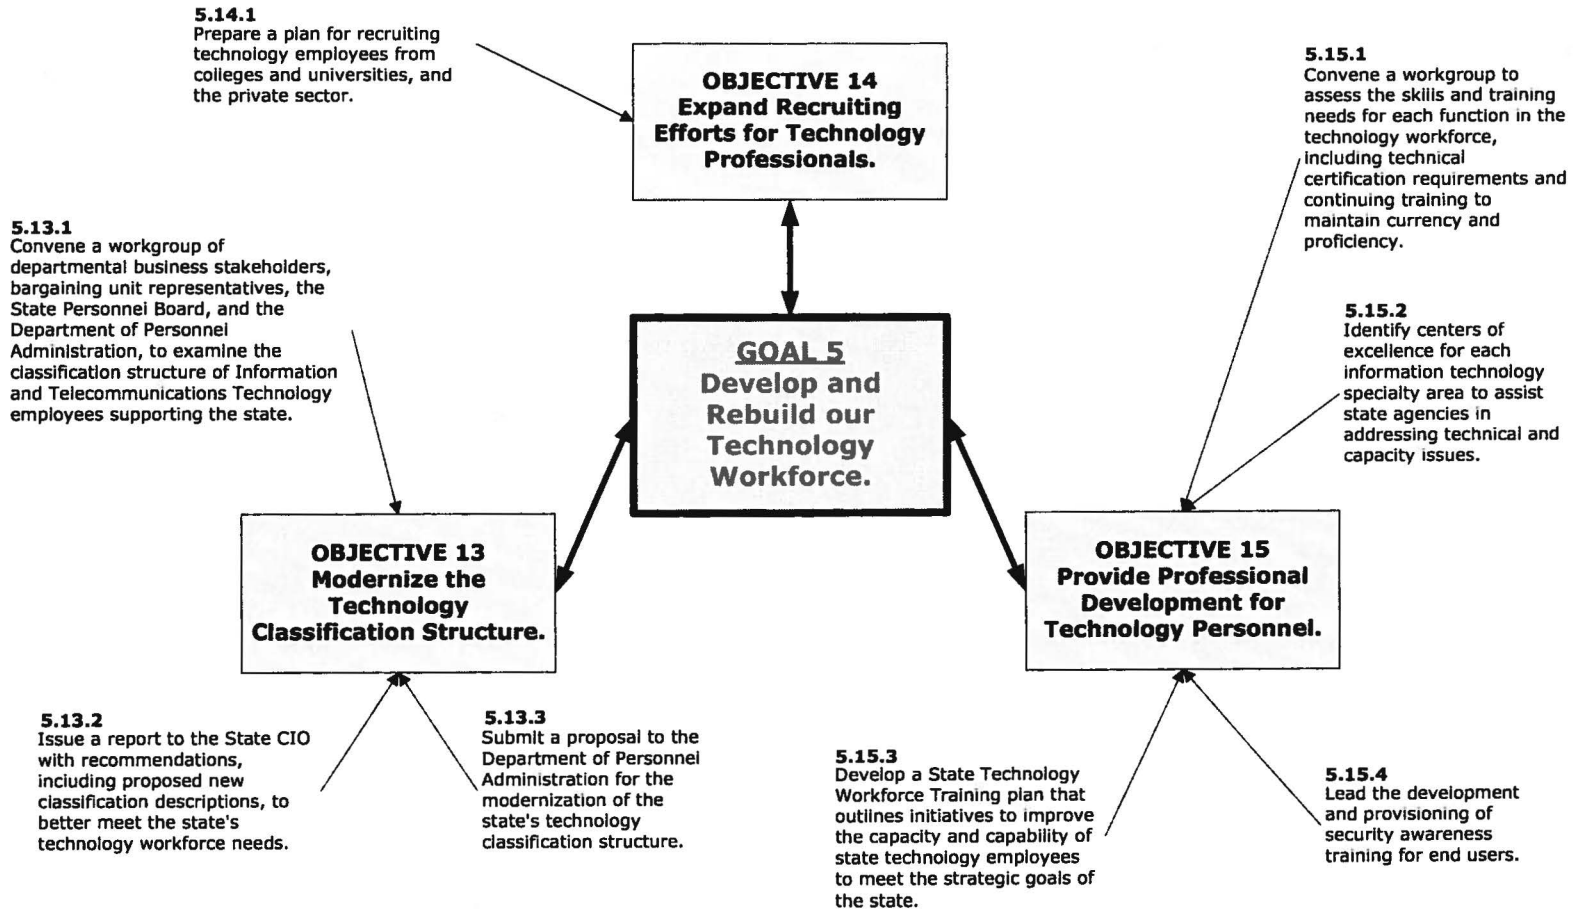 5.14.1
Prepare a plan for recruiting
technology employees from
colleges and universities, and
the private sector.
OBJECTIVE 14
Expand Recruiting
Efforts for Technology
Professionals.
5.15.1
Convene a workgroup to
assess the skills and training
needs for each function in the
technology workforce,
including technical
certification requirements and
continuing training to
maintain currency and
proficiency.
5.13.1
Convene a workgroup of
departmental business stakeholders,
bargaining unit representatives, the
State Personnel Board, and the
Department of Personnel
Administration, to examine the
classification structure of Information
and Telecommunications Technology
employees supporting the state.
GOAL 5
Develop and
Rebuild our
Technology
Workforce.
5.15.2
Identify centers of
excellence for each
information technology
specialty area to assist
state agencies in
addressing technical and
capacity issues.
OBJECTIVE 13
Modernize the
Technology
Classification Structure.
OBJECTIVE 15
Provide Professional
Development for
Technology Personnel.
5.13.2
Issue a report to the State CIO
with recommendations,
including proposed new
classification descriptions, to
better meet the state's
technology workforce needs.
5.13.3
Submit a proposal to the
Department of Personnel
Administration for the
modernization of the
state's technology
classification structure.
5.15.3
Develop a State Technology
Workforce Training plan that
outlines initiatives to improve
the capacity and capability of
state technology employees
to meet the strategic goals of
the state.
5.15.4
Lead the development
and provisioning of
security awareness
training for end users.